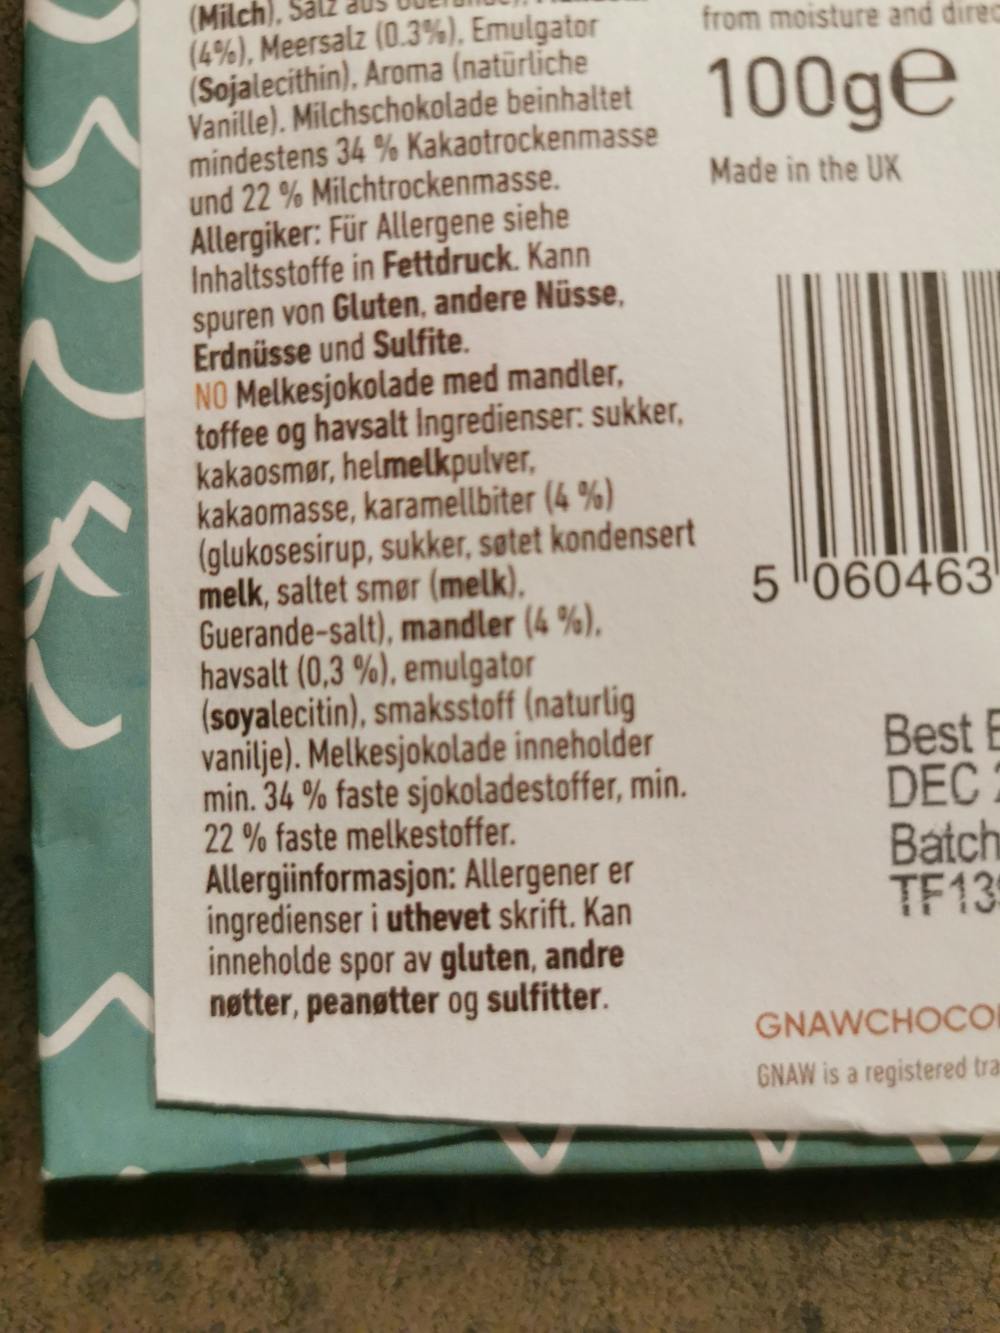 (Milch), Salz aus
(4%), Meersalz (0.3%), Emulgator
(Sojalecithin), Aroma (natürliche
Vanille). Milchschokolade beinhaltet
mindestens 34 % Kakaotrockenmasse
und 22 % Milchtrockenmasse.
Allergiker: Für Allergene siehe
Inhaltsstoffe in Fettdruck. Kann
spuren von Gluten, andere Nüsse,
Erdnüsse und Sulfite.
NO Melkesjokolade med mandler,
toffee og havsalt Ingredienser: sukker,
kakaosmør, helmelkpulver,
kakaomasse, karamellbiter (4 %)
(glukosesirup, sukker, søtet kondensert
melk, saltet smør (melk),
Guerande-salt), mandler (4 %),
havsalt (0,3 %), emulgator
(soyalecitin), smaksstoff (naturlig
vanilje). Melkesjokolade inneholder
min. 34 % faste sjokoladestoffer, min.
22 % faste melkestoffer.
Allergiinformasjon: Allergener er
ingredienser i uthevet skrift. Kan
inneholde spor av gluten, andre
nøtter, peanøtter og sulfitter.
from moisture and direc
100g℮
Made in the UK
5 060463
Best
DEC
Batch
TF13
GNAWCHOCO
GNAW is a registered tra